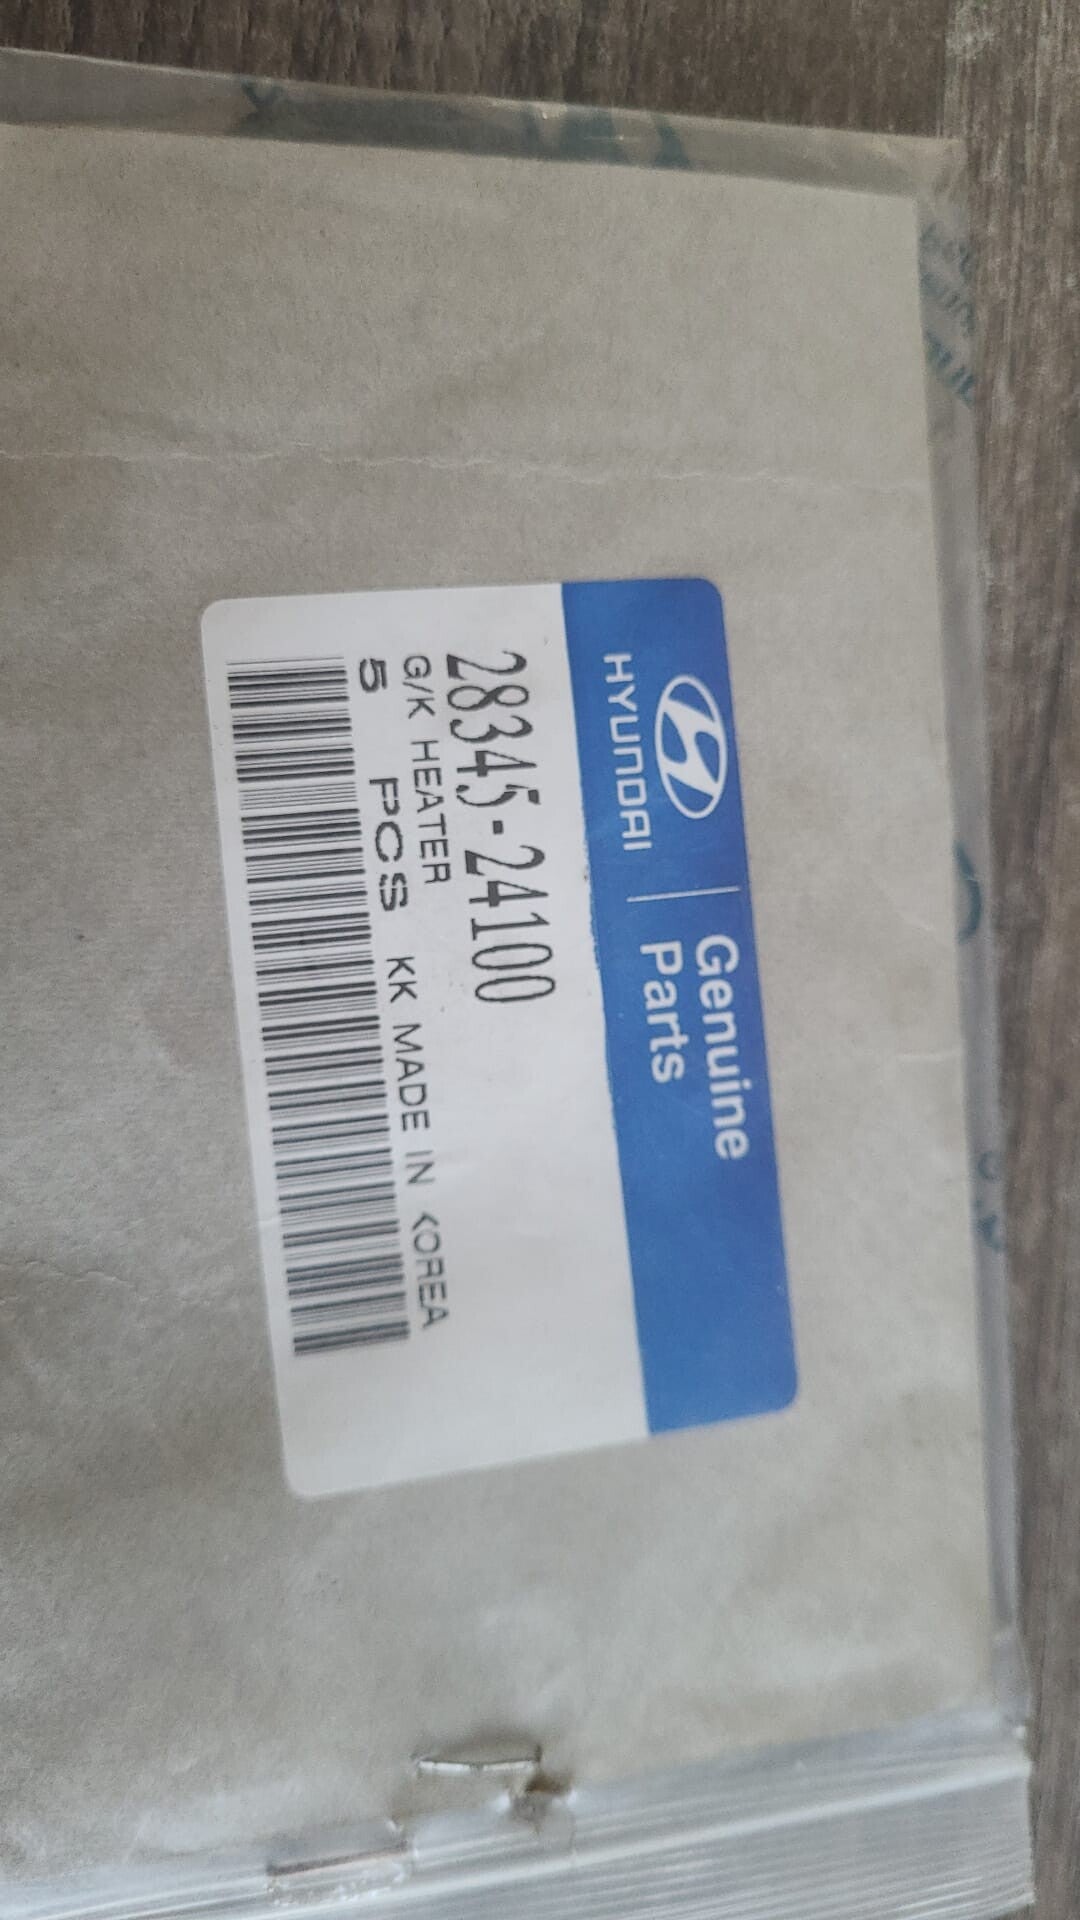 HYUNDAI
Genuine
Parts
28345-24100
G/K HEATER
5 PCS KK MADE IN KOREA